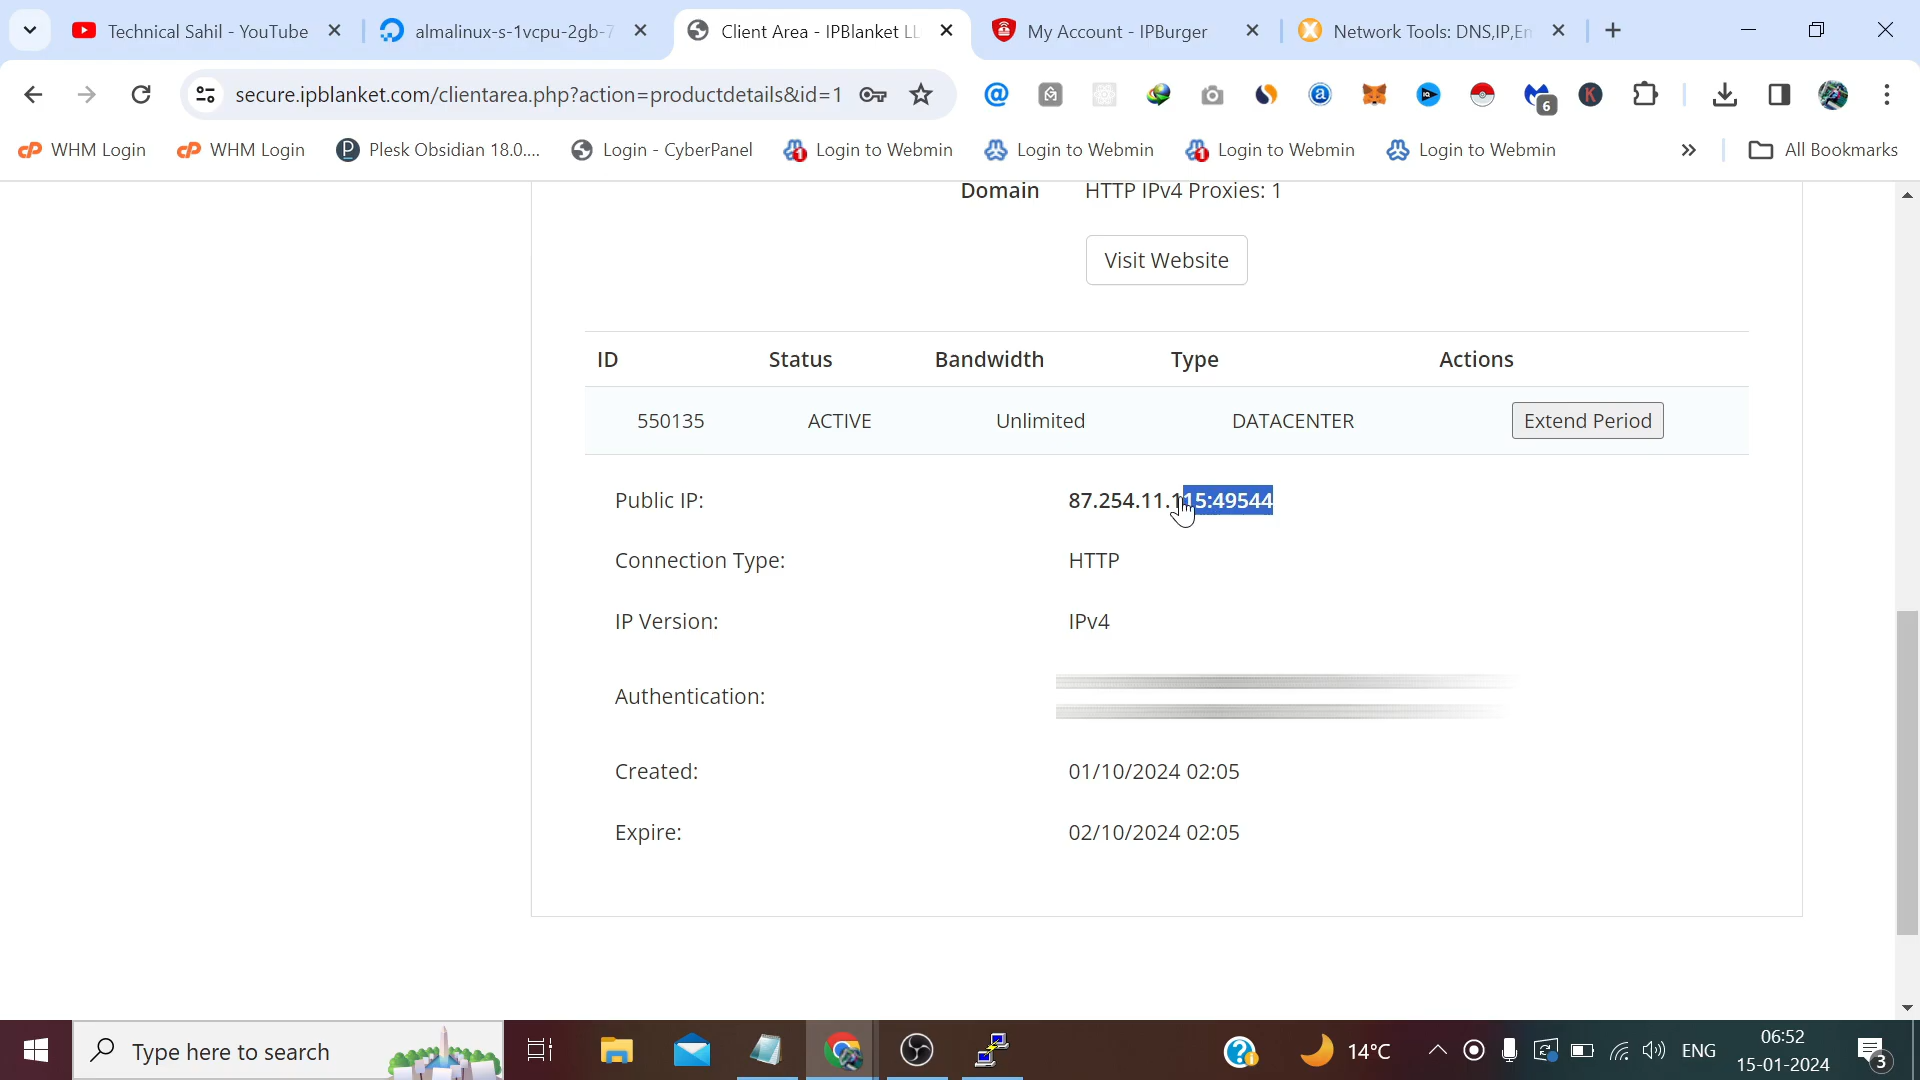 Technical Sahil - YouTube
almalinux-s-1vcpu-2gb-7
Client Area - IPBlanket LL
My Account - IPBurger
Network Tools: DNS,IP,Em
secure.ipblanket.com/clientarea.php?action=productdetails&id=1
6
WHM Login
WHM Login
Plesk Obsidian 18.0....
Login - CyberPanel
Login to Webmin
Login to Webmin
Login to Webmin
Login to Webmin
All Bookmarks
Domain HTTP IPv4 Proxies: 1
Visit Website
ID Status Bandwidth Type Actions
550135 ACTIVE Unlimited DATACENTER Extend Period
Public IP: 87.254.11.115:49544
Connection Type: HTTP
IP Version: IPv4
Authentication:
Created: 01/10/2024 02:05
Expire: 02/10/2024 02:05
Type here to search
14°C
ENG
06:52
15-01-2024
3